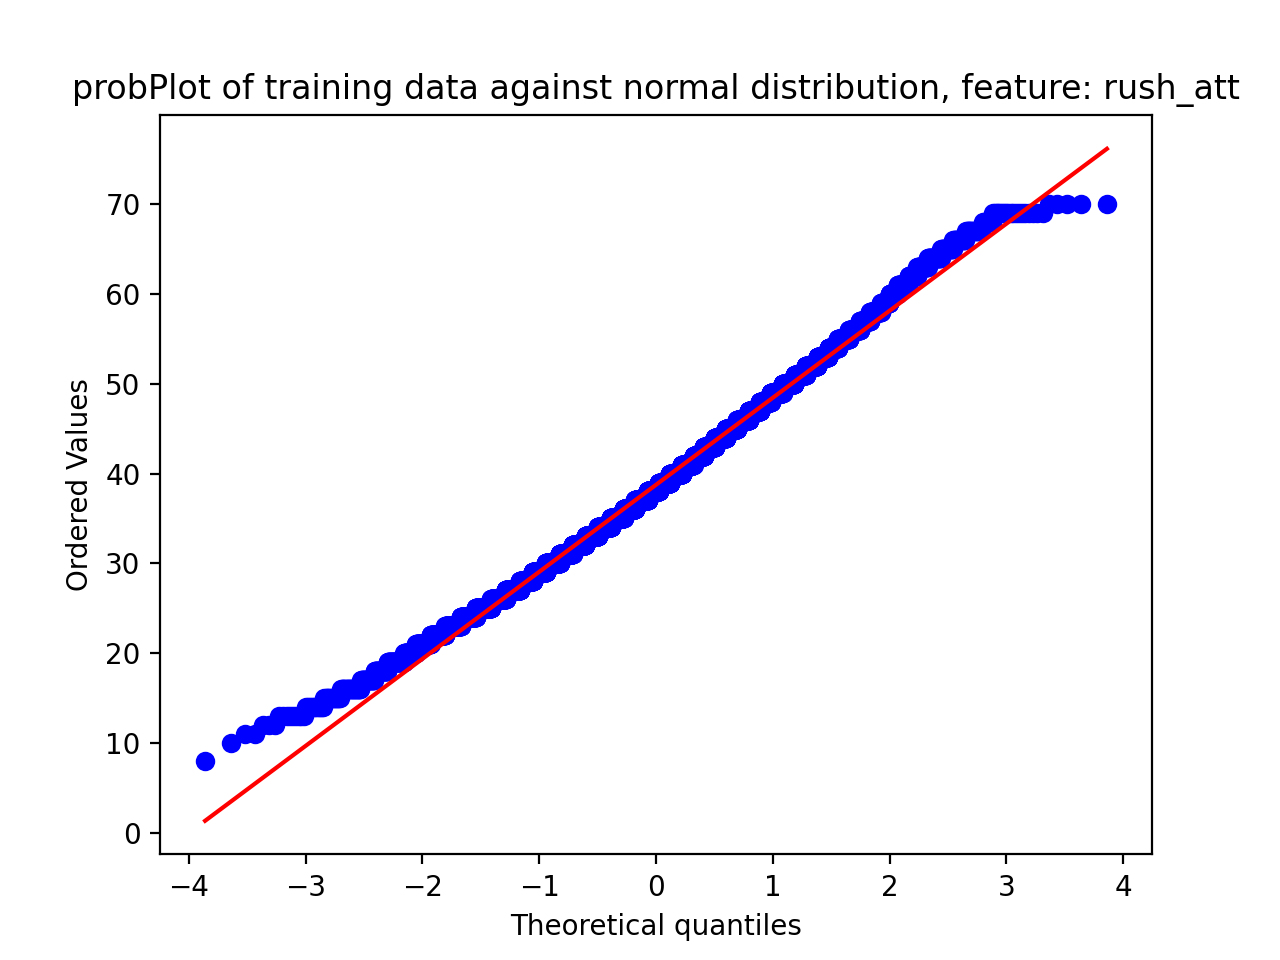 probPlot of training data against normal distribution, feature: rush_att
70
60
50
40
30
20
10
0
Ordered Values
−4 −3 −2 −1 0 1 2 3 4
Theoretical quantiles